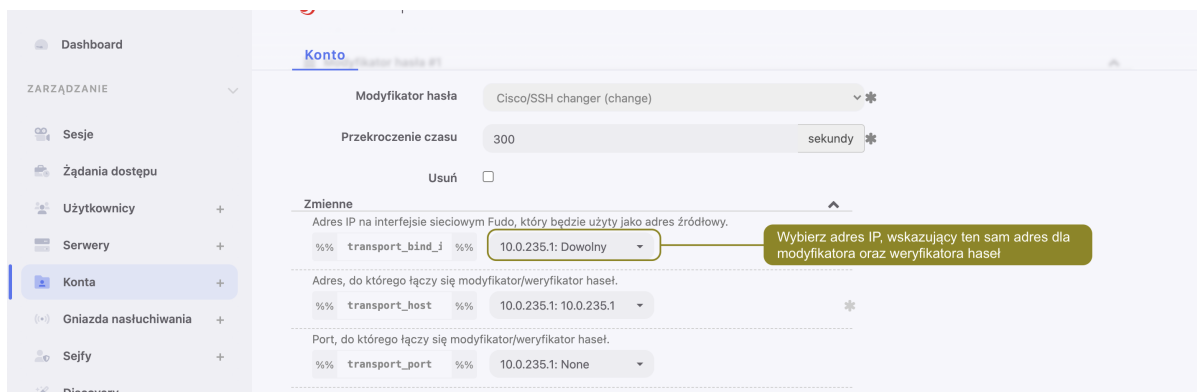 Dashboard
Konto
Modyfikator hasła #1
ZARZĄDZANIE
Modyfikator hasła
Cisco/SSH changer (change)
Sesje
Przekroczenie czasu
300
sekundy
Żądania dostępu
Usuń
Użytkownicy
Zmienne
Adres IP na interfejsie sieciowym Fudo, który będzie użyty jako adres źródłowy.
Serwery
%% transport_bind_i %% 10.0.235.1: Dowolny
Wybierz adres IP, wskazujący ten sam adres dla
modyfikatora oraz weryfikatora haseł
Konta
Adres, do którego łączy się modyfikator/weryfikator haseł.
%% transport_host %% 10.0.235.1: 10.0.235.1
Gniazda nasłuchiwania
Port, do którego łączy się modyfikator/weryfikator haseł.
Sejfy
%% transport_port %% 10.0.235.1: None
Discovery